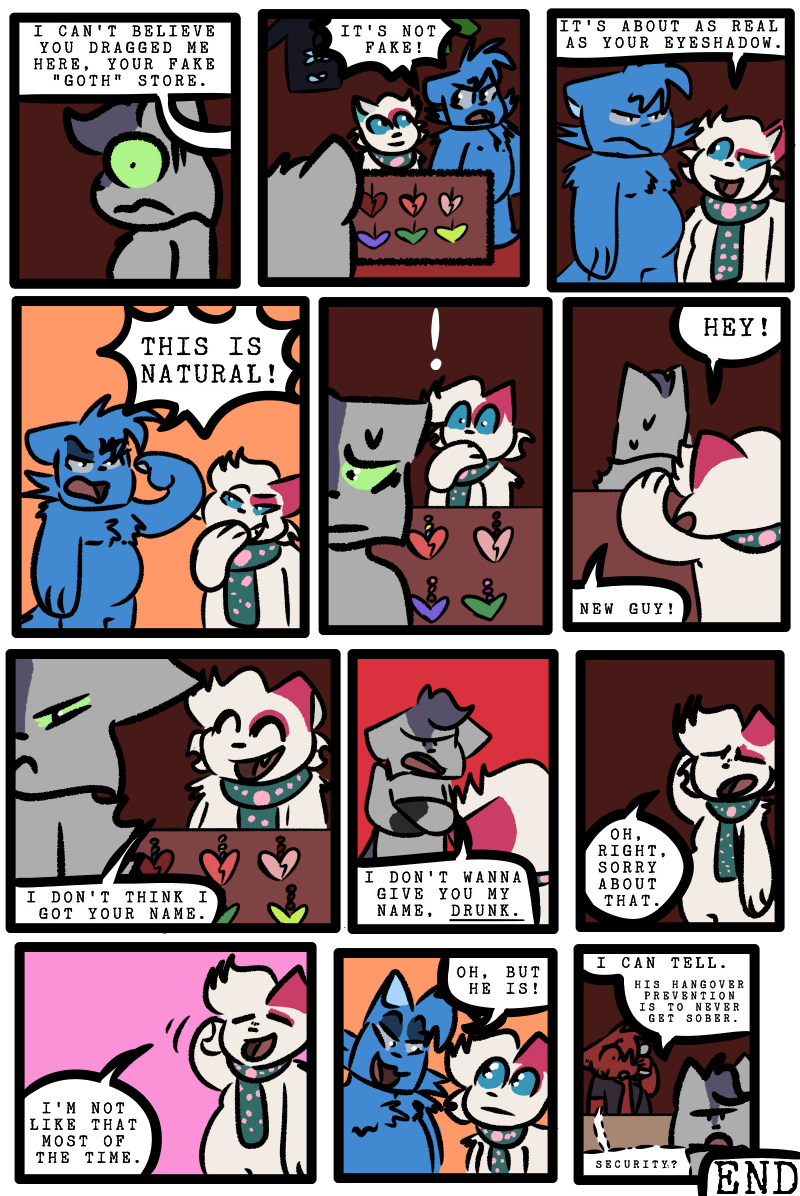 I CAN'T BELIEVE
YOU DRAGGED ME
HERE, YOUR FAKE
"GOTH" STORE.
IT'S NOT
FAKE!
IT'S ABOUT AS REAL
AS YOUR EYESHADOW.
THIS IS
NATURAL!
!
HEY!
NEW GUY!
I DON'T THINK I
GOT YOUR NAME.
I DON'T WANNA
GIVE YOU MY
NAME, DRUNK.
OH,
RIGHT,
SORRY
ABOUT
THAT.
I'M NOT
LIKE THAT
MOST OF
THE TIME.
OH, BUT
HE IS!
I CAN TELL.
HIS HANGOVER
PREVENTION
IS TO NEVER
GET SOBER.
SECURITY?
END